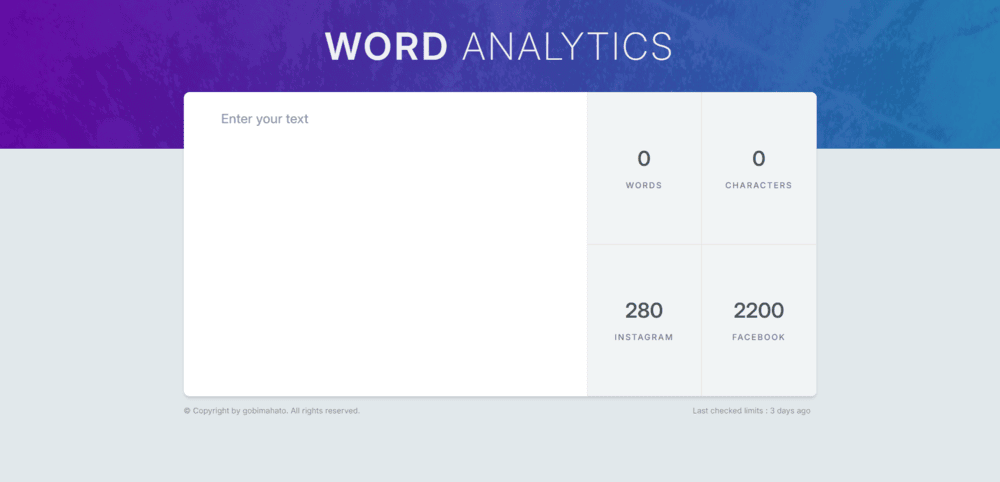 WORD ANALYTICS
Enter your text
0
WORDS
0
CHARACTERS
280
INSTAGRAM
2200
FACEBOOK
© Copyright by gobimahato. All rights reserved.
Last checked limits : 3 days ago